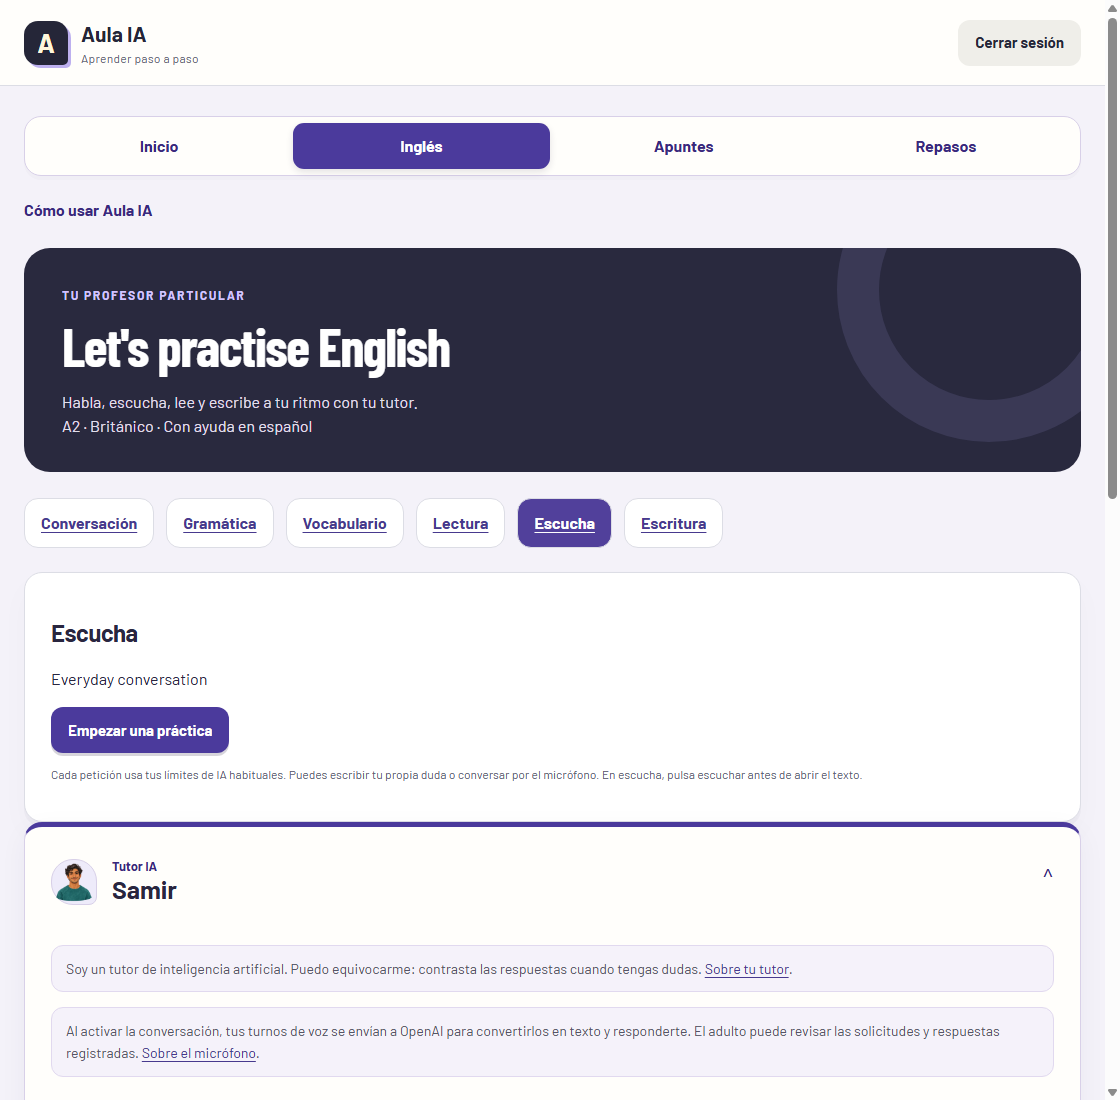 A
Aula IA
Aprender paso a paso
Cerrar sesión
Inicio
Inglés
Apuntes
Repasos
Cómo usar Aula IA
TU PROFESOR PARTICULAR
Let's practise English
Habla, escucha, lee y escribe a tu ritmo con tu tutor.
A2 · Británico · Con ayuda en español
Conversación
Gramática
Vocabulario
Lectura
Escucha
Escritura
Escucha
Everyday conversation
Empezar una práctica
Cada petición usa tus límites de IA habituales. Puedes escribir tu propia duda o conversar por el micrófono. En escucha, pulsa escuchar antes de abrir el texto.
Tutor IA
Samir
Soy un tutor de inteligencia artificial. Puedo equivocarme: contrasta las respuestas cuando tengas dudas. Sobre tu tutor.
Al activar la conversación, tus turnos de voz se envían a OpenAI para convertirlos en texto y responderte. El adulto puede revisar las solicitudes y respuestas
registradas. Sobre el micrófono.